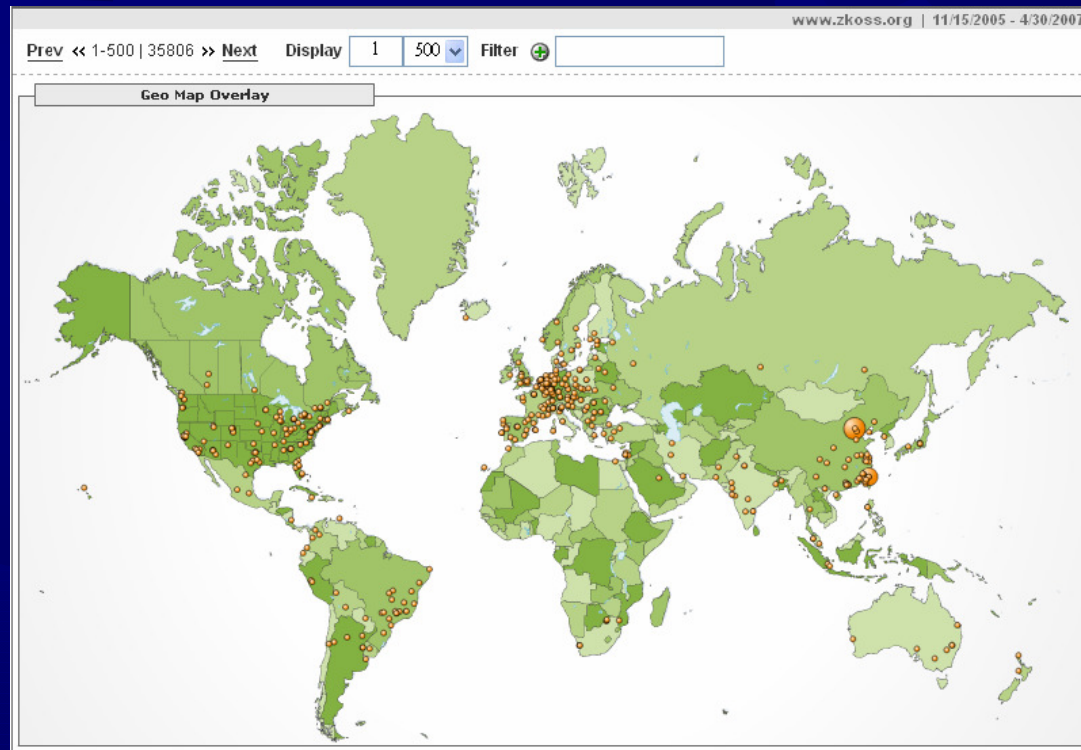 www.zkoss.org | 11/15/2005 - 4/30/2007
Prev « 1-500 | 35806 » Next Display 1 500 Filter
Geo Map Overlay